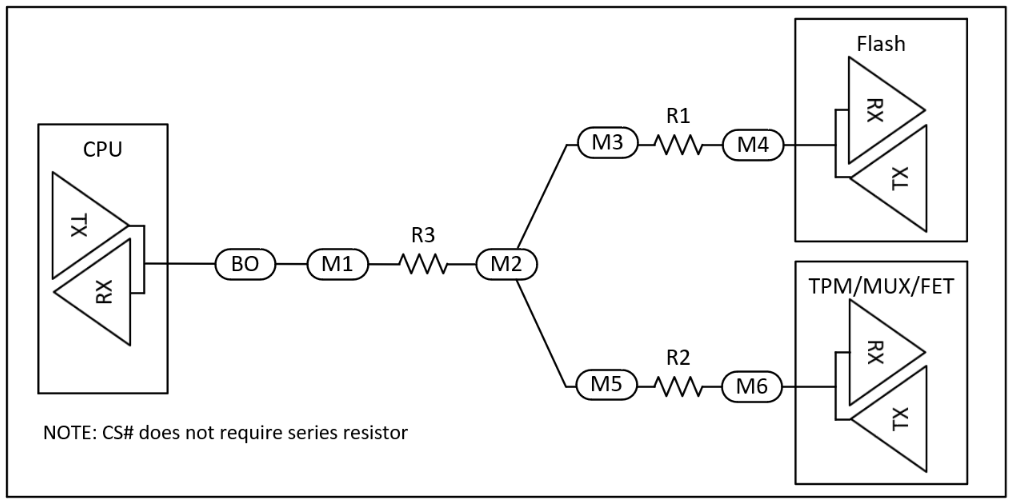 Flash
RX
R1
M3
M4
TX
CPU
TX
R3
BO
M1
M2
RX
TPM/MUX/FET
RX
R2
M5
M6
TX
NOTE: CS# does not require series resistor